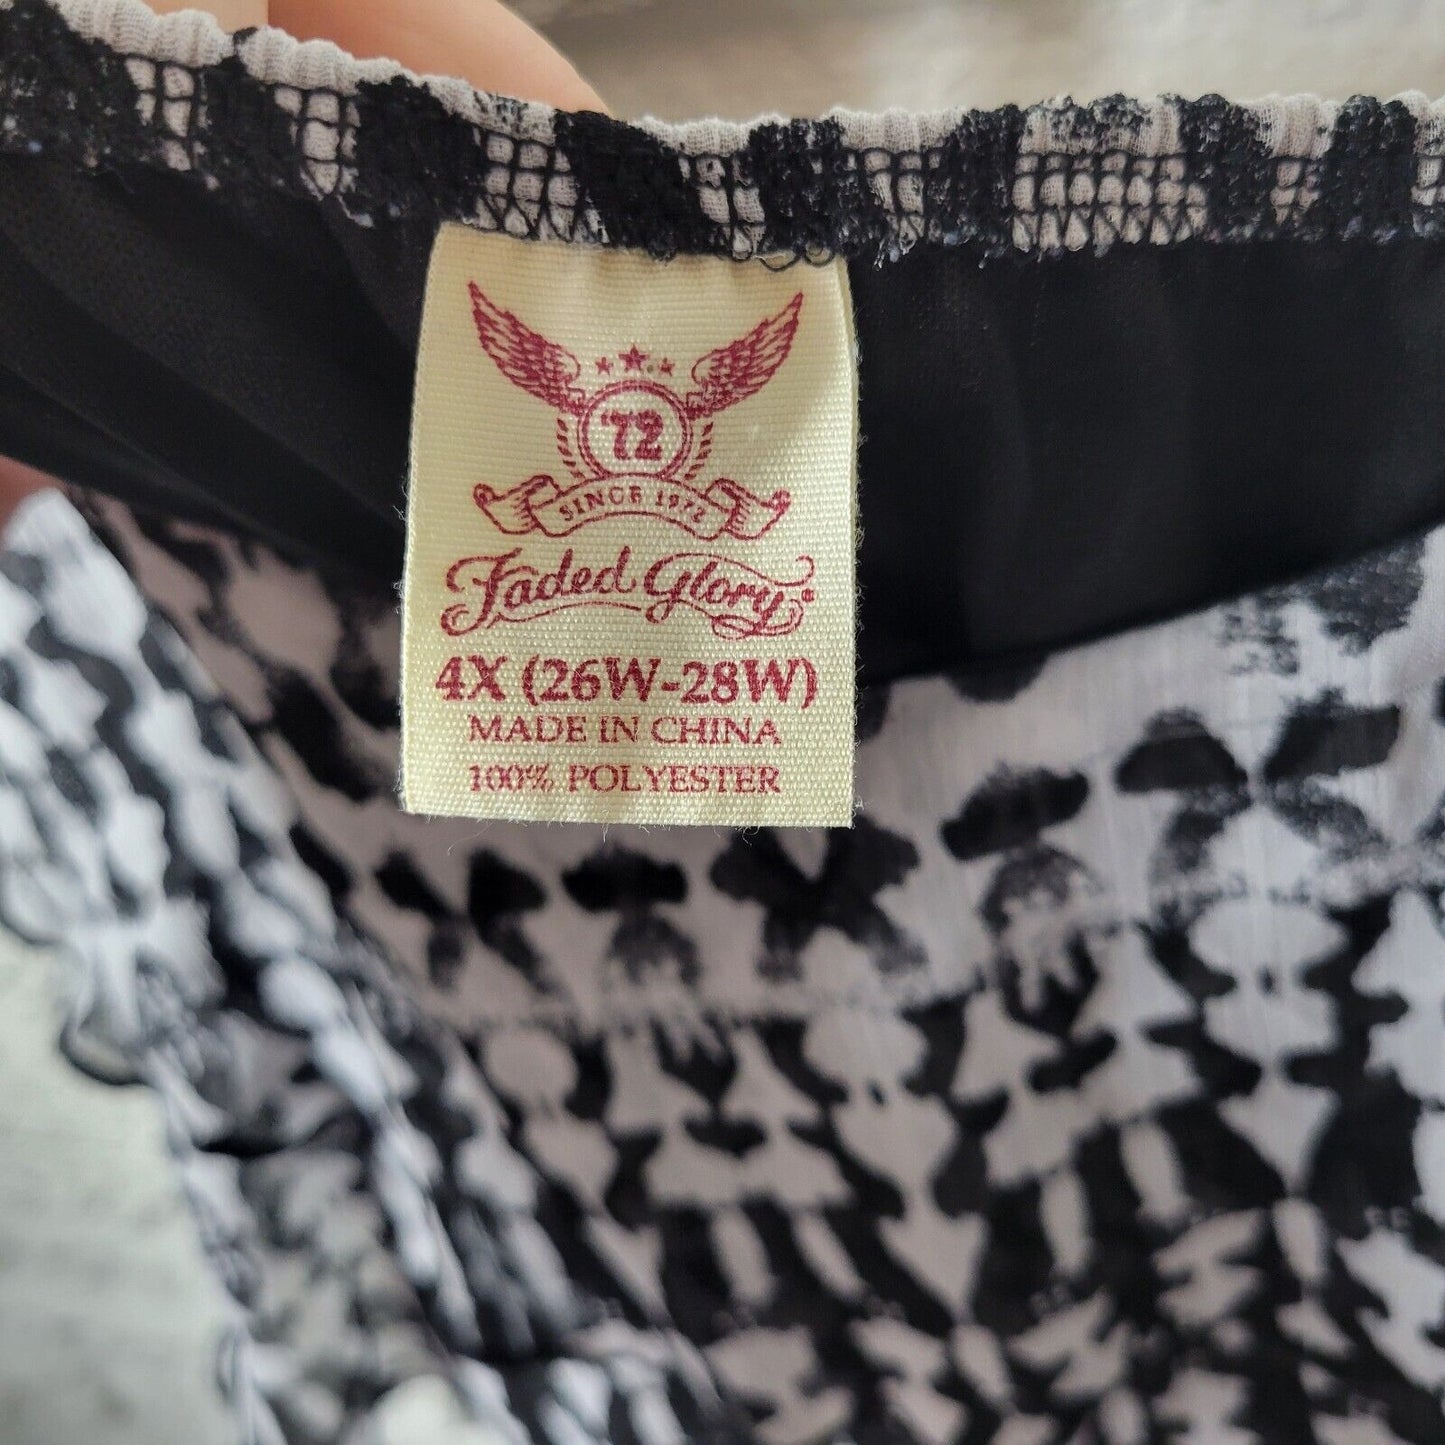 '72
SINCE 1972
Faded Glory®
4X (26W-28W)
MADE IN CHINA
100% POLYESTER